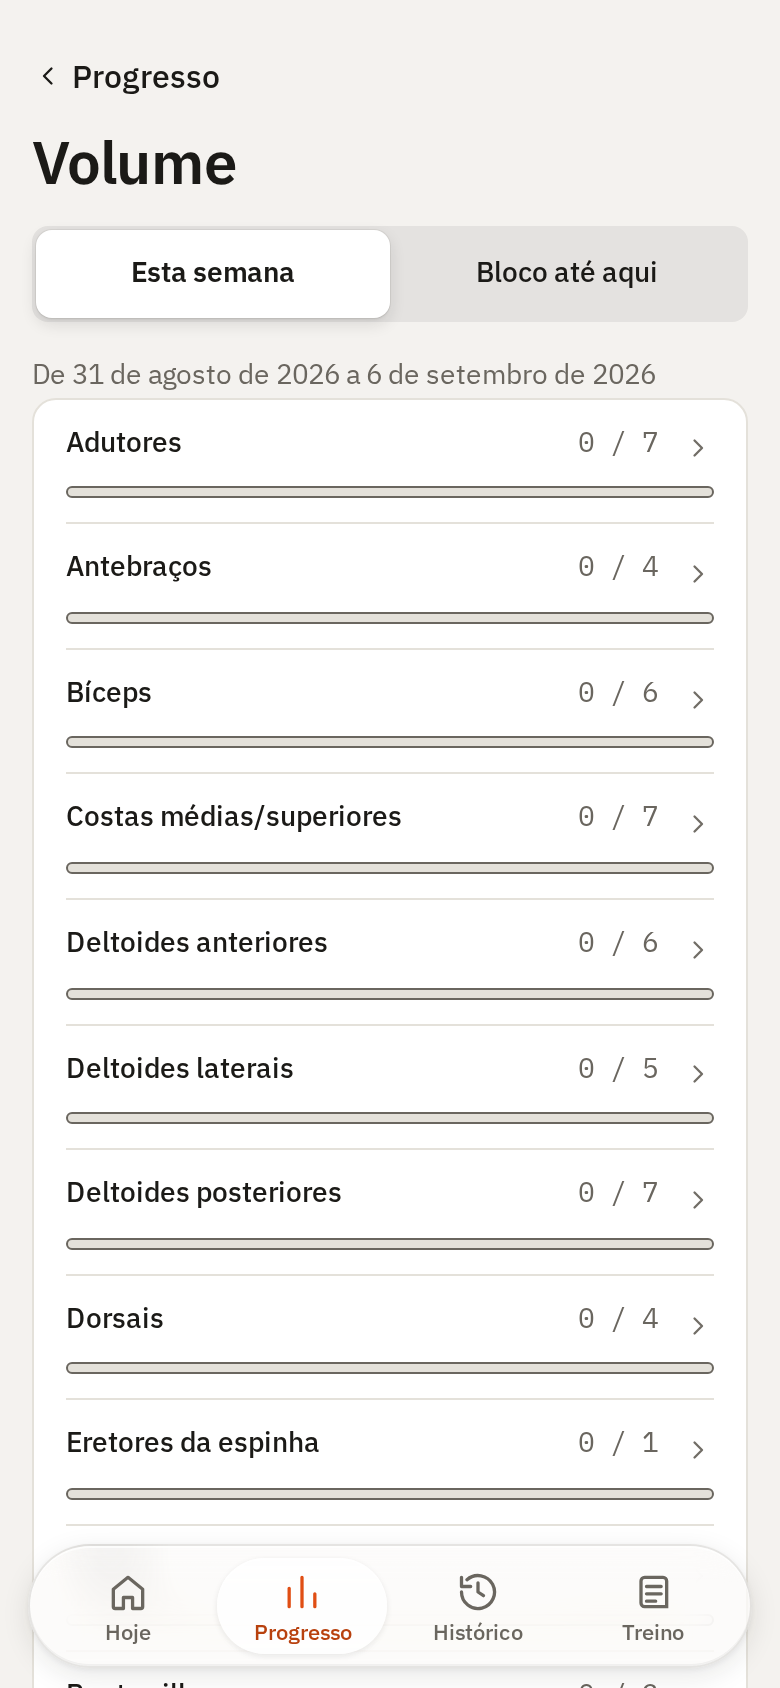 Progresso
Volume
Esta semana
Bloco até aqui
De 31 de agosto de 2026 a 6 de setembro de 2026
Adutores 0 / 7
Antebraços 0 / 4
Bíceps 0 / 6
Costas médias/superiores 0 / 7
Deltoides anteriores 0 / 6
Deltoides laterais 0 / 5
Deltoides posteriores 0 / 7
Dorsais 0 / 4
Eretores da espinha 0 / 1
Hoje
Progresso
Histórico
Treino